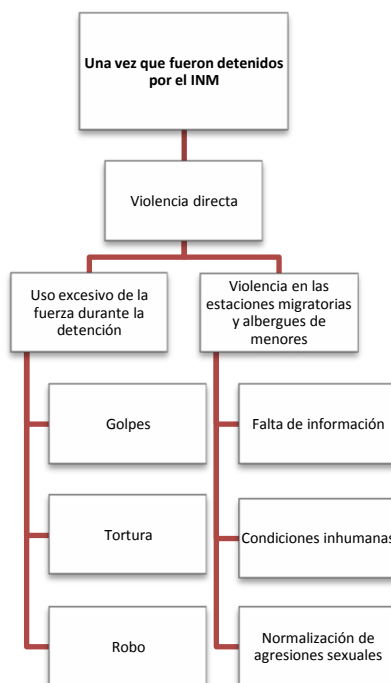 Una vez que fueron detenidos
por el INM
Violencia directa
Uso excesivo de la
fuerza durante la
detención
Violencia en las
estaciones migratorias
y albergues de
menores
Golpes
Falta de información
Tortura
Condiciones inhumanas
Robo
Normalización de
agresiones sexuales